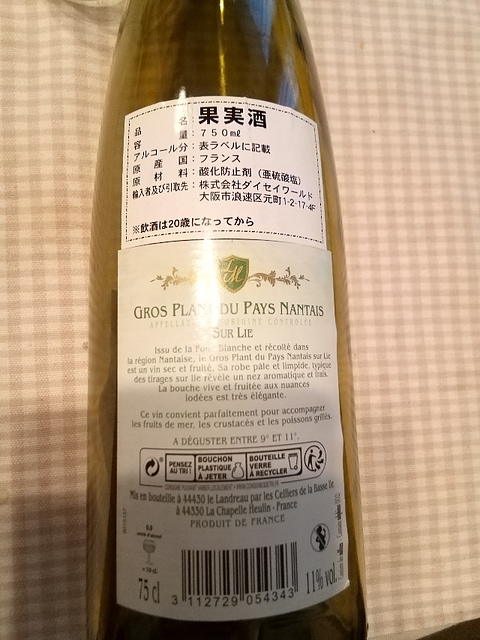 品名：果実酒
容量：750ml
アルコール分：表ラベルに記載
原産国：フランス
原材料：酸化防止剤（亜硫酸塩）
輸入者及び引取先：株式会社ダイセイワールド
大阪市浪速区元町1-2-17-4F
※飲酒は20歳になってから
GROS PLANT DU PAYS NANTAIS
APPELLATION D'ORIGINE CONTRÔLÉE
SUR LIE
Issu de la Folle Blanche et récolté dans
la région Nantaise, le Gros Plant du Pays Nantais sur Lie
est un vin sec et fruité. Sa robe pâle et limpide, typique
des tirages sur lie révèle un nez aromatique et frais.
La bouche vive et fruitée aux nuances
iodées est très élégante.
Ce vin convient parfaitement pour accompagner
les fruits de mer, les crustacés et les poissons grillés.
A DÉGUSTER ENTRE 9° ET 11°.
PENSEZ AU TRI ! BOUCHON PLASTIQUE À JETER BOUTEILLE VERRE À RECYCLER
Mis en bouteille à 44430 le Landreau par les Celliers de la Basse Ile
à 44330 La Chapelle Heulin - France
PRODUIT DE FRANCE
75 cl
3 112729 054343
11% vol.